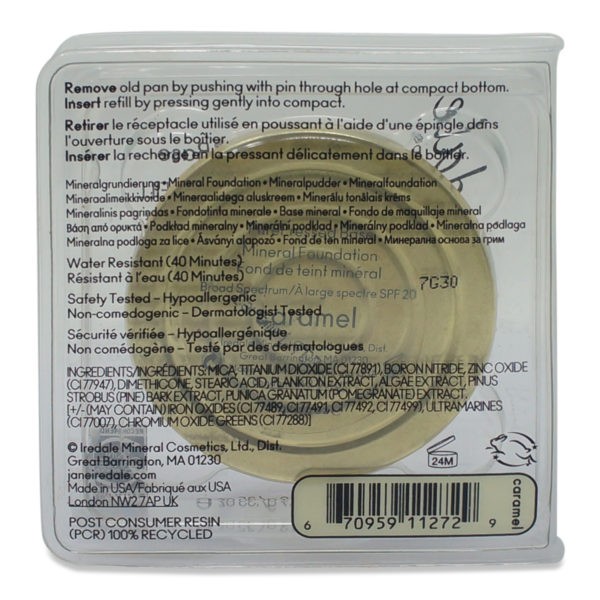 Remove old pan by pushing with pin through hole at compact bottom.
Insert refill by pressing gently into compact.
Retirer le réceptacle utilisé en poussant à l'aide d'une épingle dans
l'ouverture sous le boîtier.
Insérer la recharge en la pressant délicatement dans le boîtier.
Mineralgrundierung • Mineral Foundation • Mineralpudder • Mineralfoundation
Mineraalimeikkivoide • Mineraalidega aluskreem • Minerālu tonālais krēms
Mineralinis pagrindas • Fondotinta minerale • Base mineral • Fondo de maquillaje mineral
Βάση από ορυκτά • Podkład mineralny • Minerální podklad • Minerálny podklad • Mineralna podlaga
Mineralna podloga za lice • Ásványi alapozó • Fond de ten mineral • Минерална основа за грим
Pressed Base
Mineral Foundation
Fond de teint minéral
Broad Spectrum/À large spectre SPF 20
caramel
Dist.
Great Barrington, MA 01230
7G30
Water Resistant (40 Minutes)
Résistant à l'eau (40 Minutes)
Safety Tested – Hypoallergenic
Non-comedogenic – Dermatologist Tested
Sécurité vérifiée – Hypoallergénique
Non comédogène – Testé par des dermatologues
INGREDIENTS/INGRÉDIENTS: MICA, TITANIUM DIOXIDE (CI 77891), BORON NITRIDE, ZINC OXIDE
(CI 77947), DIMETHICONE, STEARIC ACID, PLANKTON EXTRACT, ALGAE EXTRACT, PINUS
STROBUS (PINE) BARK EXTRACT, PUNICA GRANATUM (POMEGRANATE) EXTRACT.
[+/- (MAY CONTAIN) IRON OXIDES (CI 77489, CI 77491, CI 77492, CI 77499), ULTRAMARINES
(CI 77007), CHROMIUM OXIDE GREENS (CI 77288)]
© Iredale Mineral Cosmetics, Ltd., Dist.
Great Barrington, MA 01230
janeiredale.com
Made in USA/Fabriqué aux USA
London NW2 7AP UK
POST CONSUMER RESIN
(PCR) 100% RECYCLED
24M
caramel
6 70959 11272 9